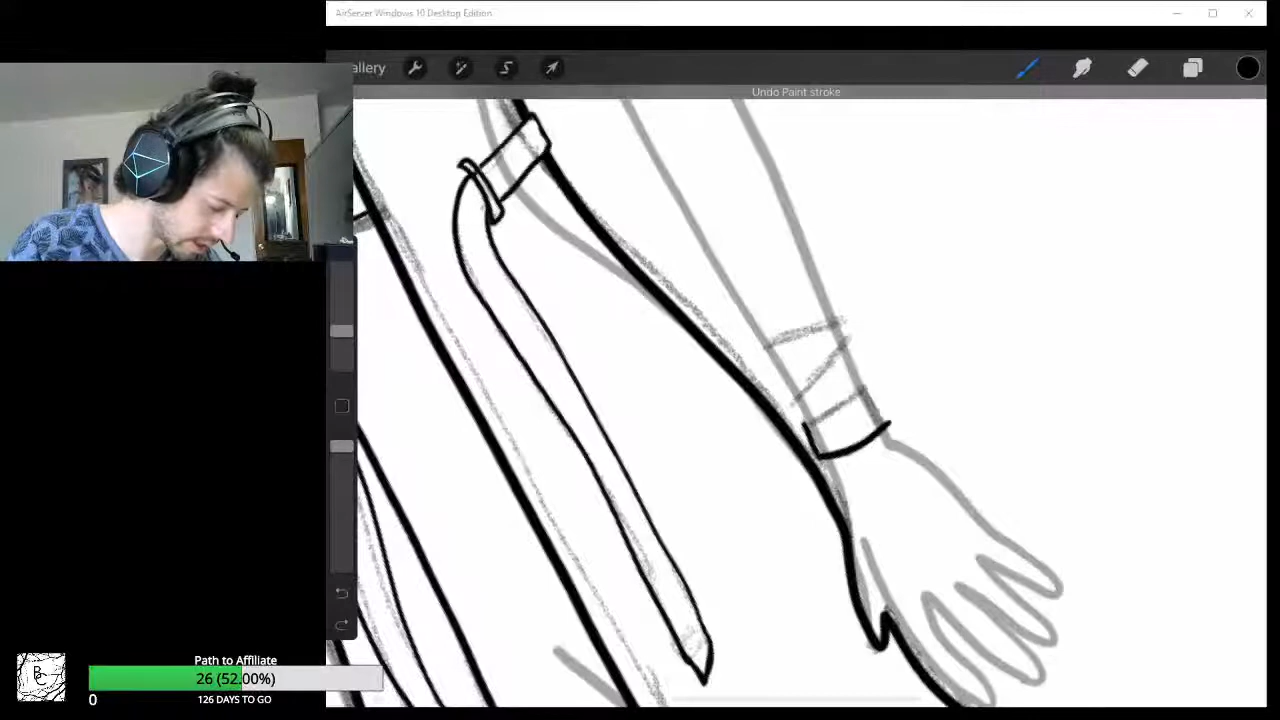 AirServer Windows 10 Desktop Edition
allery
Undo Paint stroke
Path to Affiliate
26 (52.00%)
0
126 DAYS TO GO